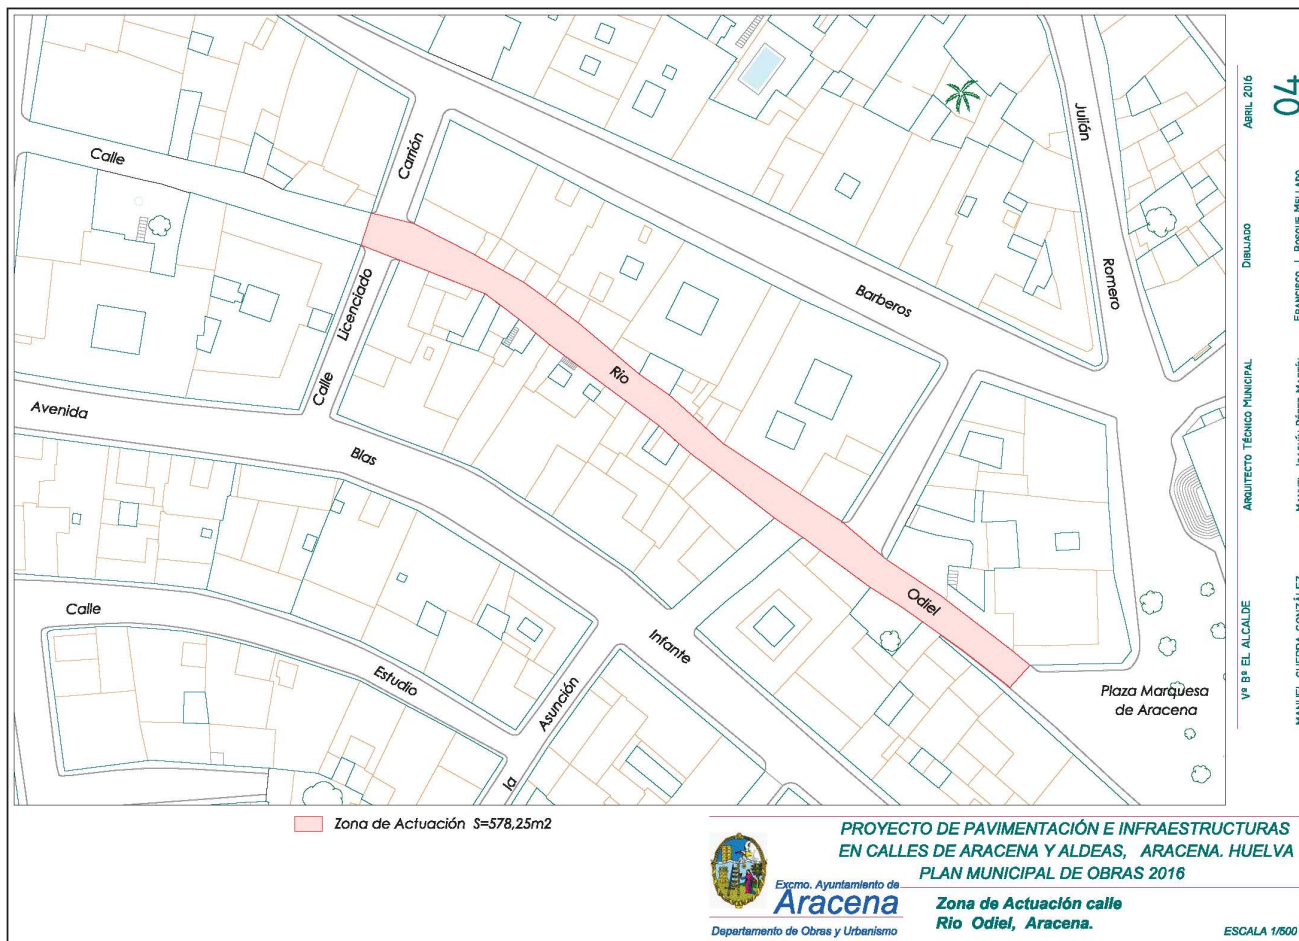 Calle
Carrión
Julián
Romero
Barberos
Licenciado
Calle
Rio
Avenida
Blas
Infante
Odiel
Calle
Estudio
Asunción
la
Plaza Marquesa
de Aracena
Zona de Actuación S=578,25m2
04
ABRIL 2016
DIBUJADO
ARQUITECTO TÉCNICO MUNICIPAL
Vº Bº EL ALCALDE
PROYECTO DE PAVIMENTACIÓN E INFRAESTRUCTURAS
EN CALLES DE ARACENA Y ALDEAS, ARACENA. HUELVA
PLAN MUNICIPAL DE OBRAS 2016
Excmo. Ayuntamiento de
Aracena
Departamento de Obras y Urbanismo
Zona de Actuación calle
Rio Odiel, Aracena.
ESCALA 1/500